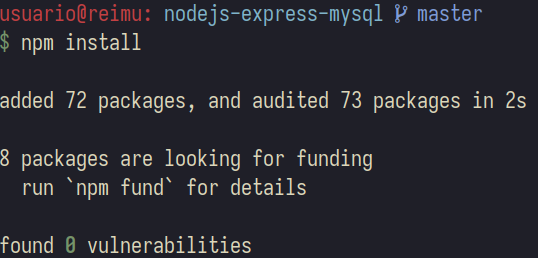 usuario@reimu: nodejs-express-mysql master
$ npm install
added 72 packages, and audited 73 packages in 2s
8 packages are looking for funding
run `npm fund` for details
found 0 vulnerabilities